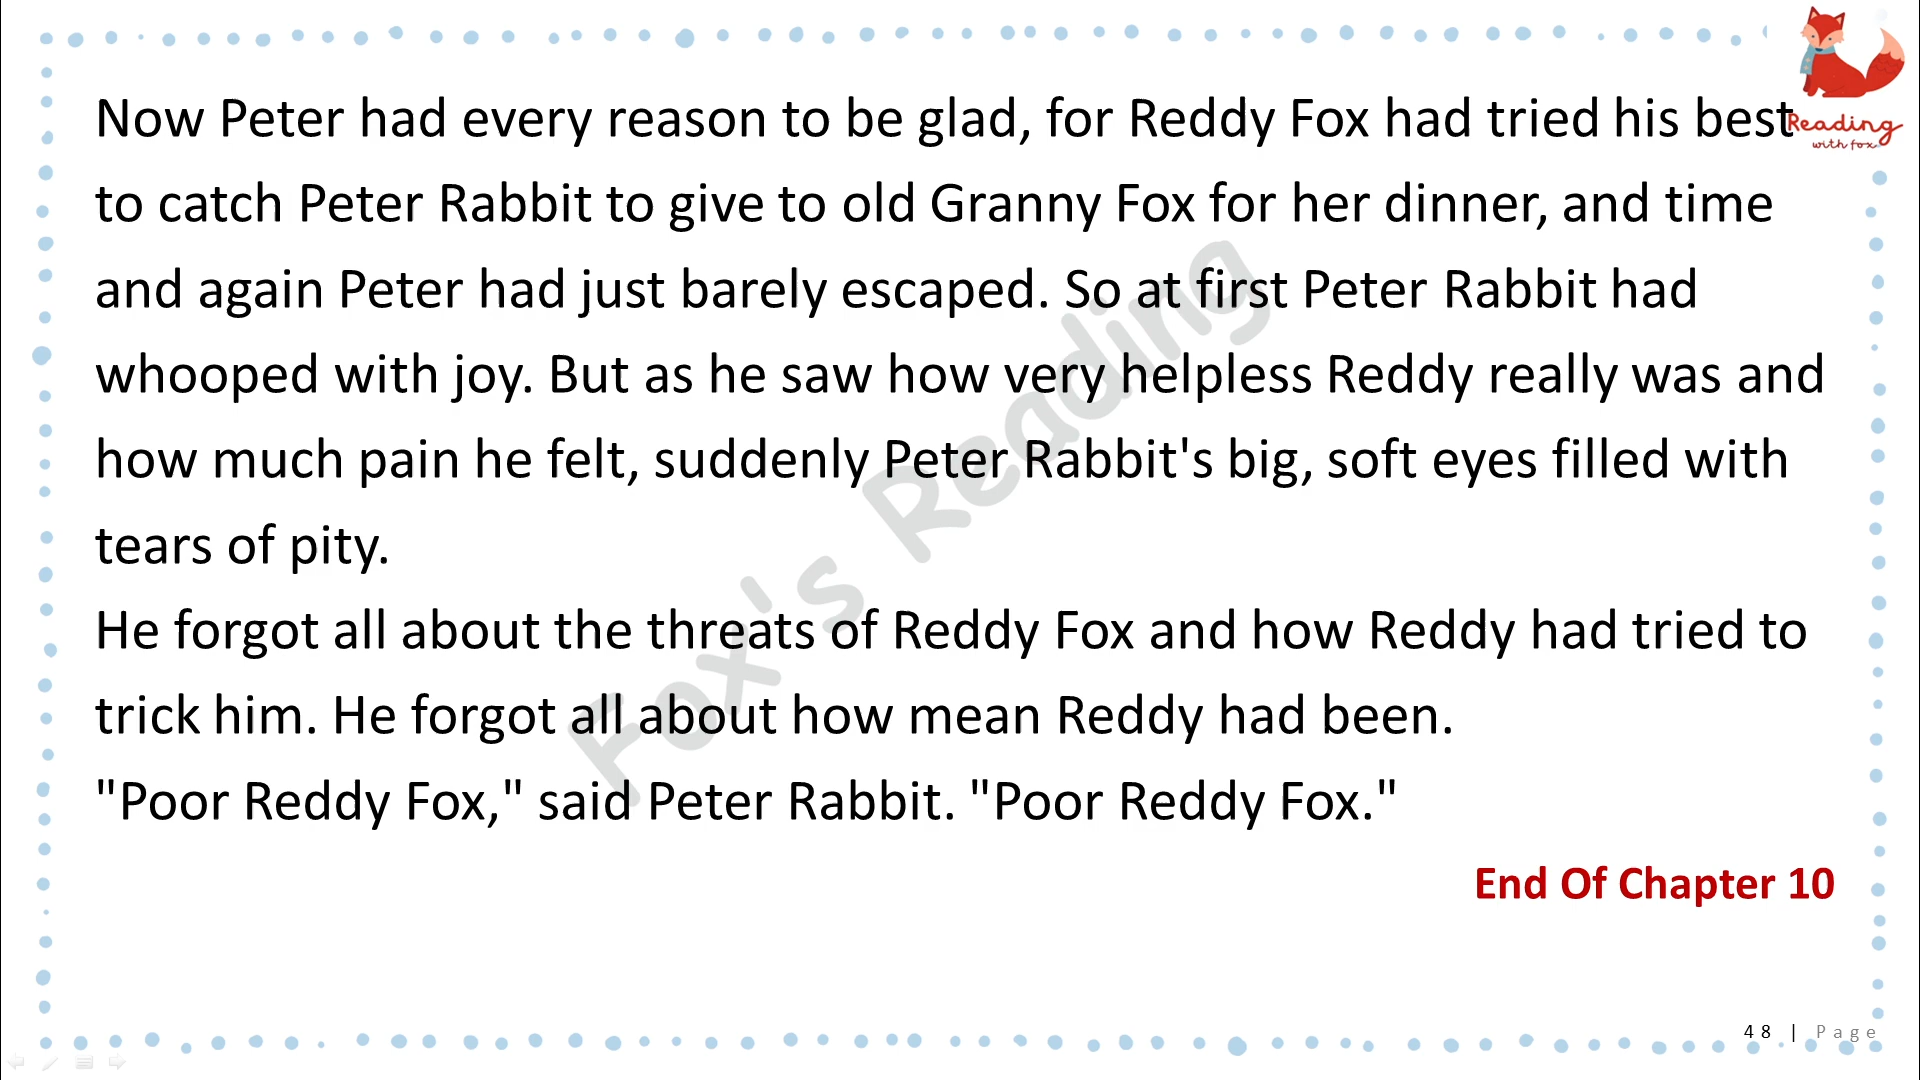 Now Peter had every reason to be glad, for Reddy Fox had tried his best
to catch Peter Rabbit to give to old Granny Fox for her dinner, and time
and again Peter had just barely escaped. So at first Peter Rabbit had
whooped with joy. But as he saw how very helpless Reddy really was and
how much pain he felt, suddenly Peter Rabbit's big, soft eyes filled with
tears of pity.
He forgot all about the threats of Reddy Fox and how Reddy had tried to
trick him. He forgot all about how mean Reddy had been.
"Poor Reddy Fox," said Peter Rabbit. "Poor Reddy Fox."
End Of Chapter 10
48 | Page
Reading
with fox
Fox's Reading